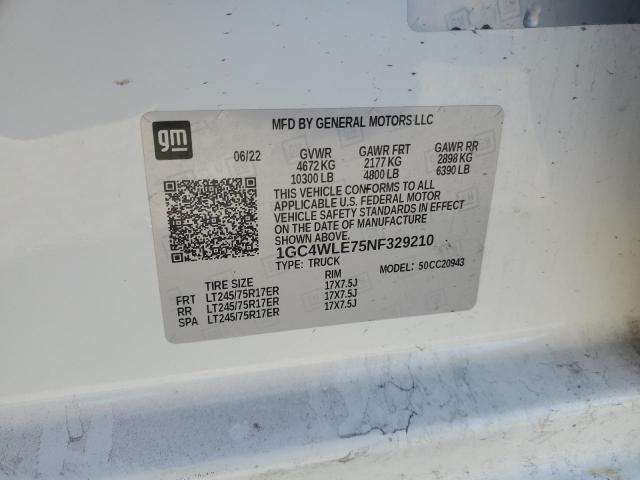 gm
MFD BY GENERAL MOTORS LLC
06/22 GVWR GAWR FRT GAWR RR
4672 KG 2177 KG 2898 KG
10300 LB 4800 LB 6390 LB
THIS VEHICLE CONFORMS TO ALL
APPLICABLE U.S. FEDERAL MOTOR
VEHICLE SAFETY STANDARDS IN EFFECT
ON THE DATE OF MANUFACTURE
SHOWN ABOVE.
1GC4WLE75NF329210
TYPE: TRUCK MODEL: 50CC20943
TIRE SIZE RIM
FRT LT245/75R17ER 17X7.5J
RR LT245/75R17ER 17X7.5J
SPA LT245/75R17ER 17X7.5J